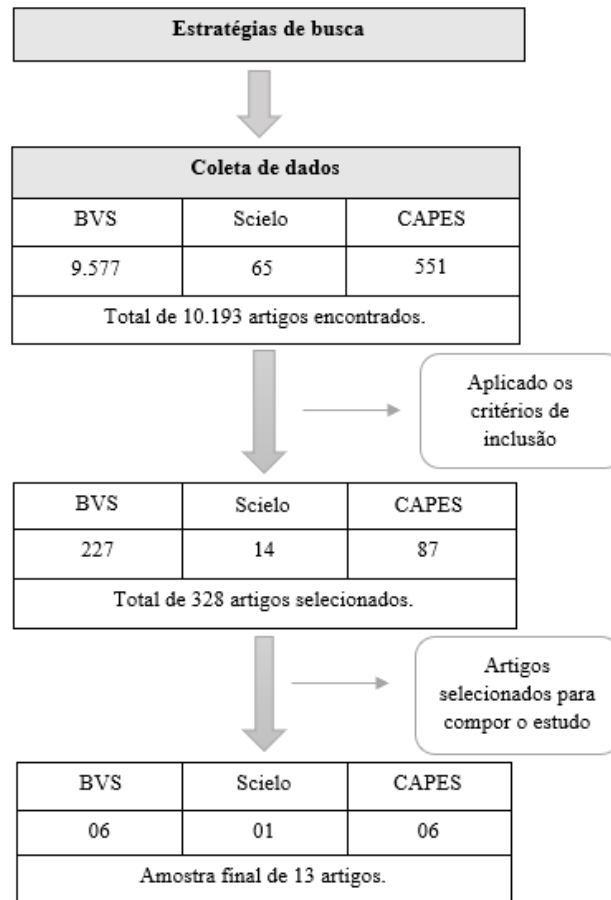 Estratégias de busca
Coleta de dados
BVS Scielo CAPES
9.577 65 551
Total de 10.193 artigos encontrados.
Aplicado os
critérios de
inclusão
BVS Scielo CAPES
227 14 87
Total de 328 artigos selecionados.
Artigos
selecionados para
compor o estudo
BVS Scielo CAPES
06 01 06
Amostra final de 13 artigos.